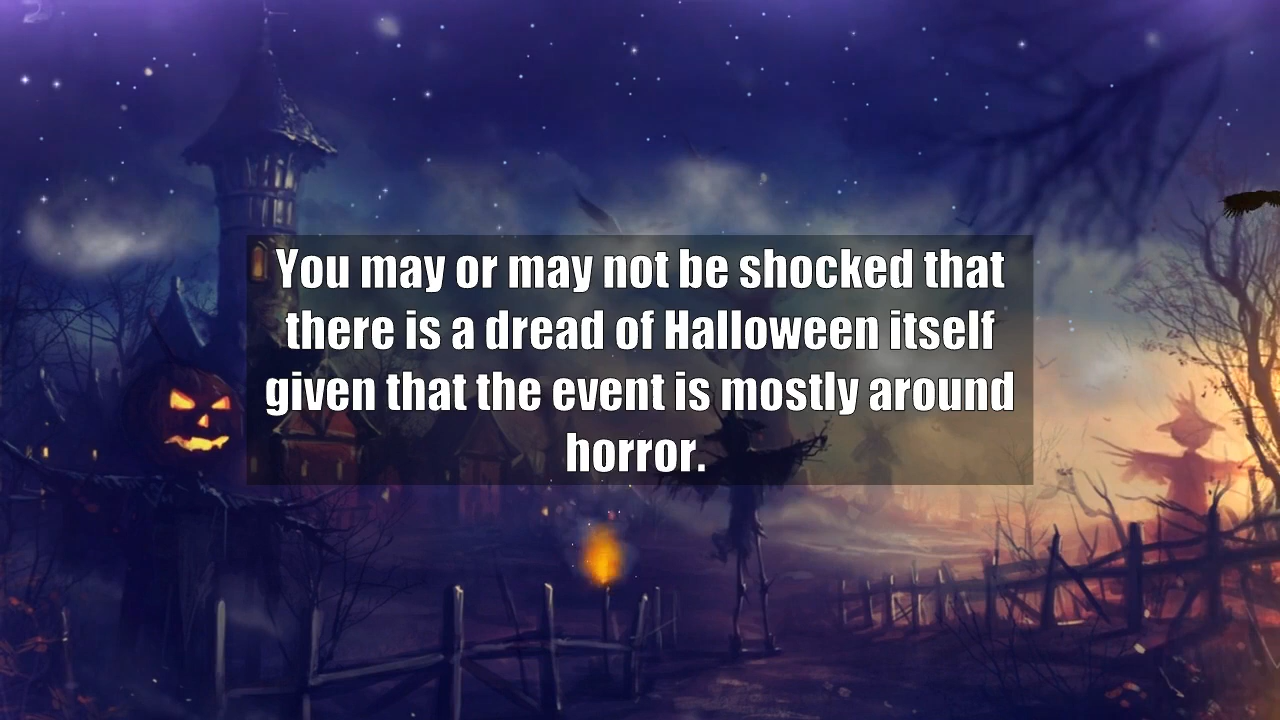 You may or may not be shocked that
there is a dread of Halloween itself
given that the event is mostly around
horror.